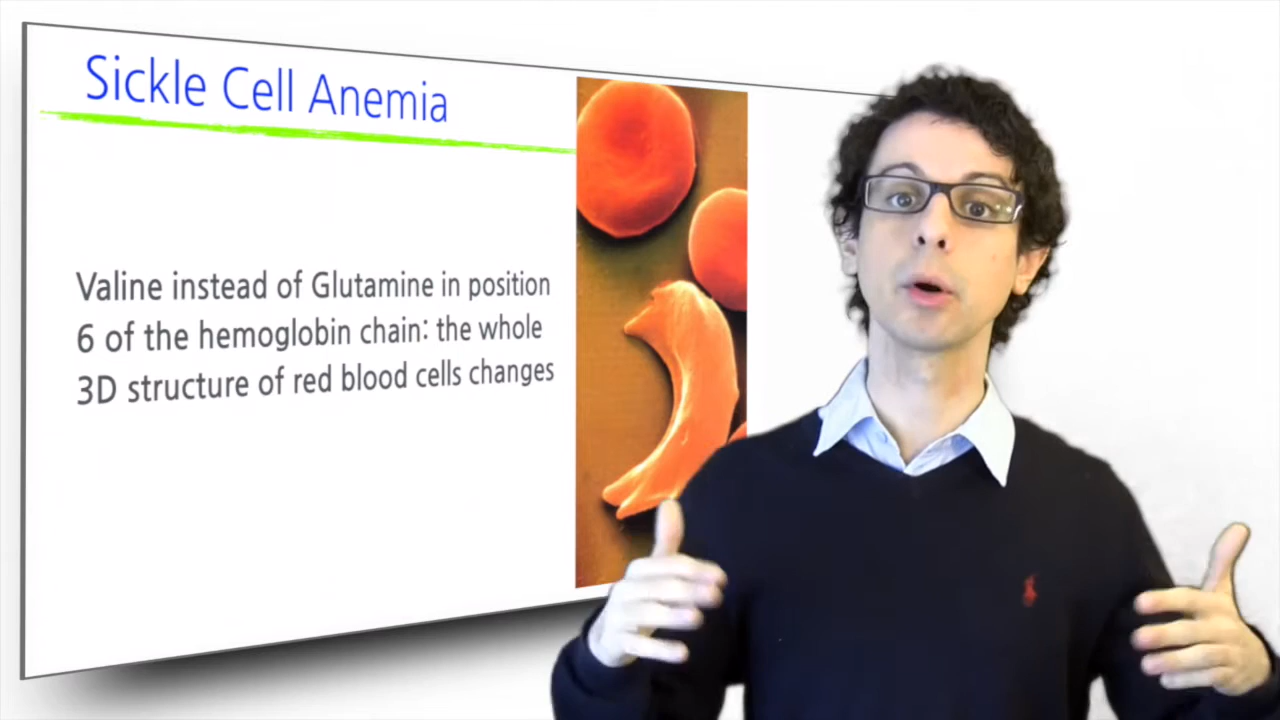 Sickle Cell Anemia
Valine instead of Glutamine in position
6 of the hemoglobin chain: the whole
3D structure of red blood cells changes